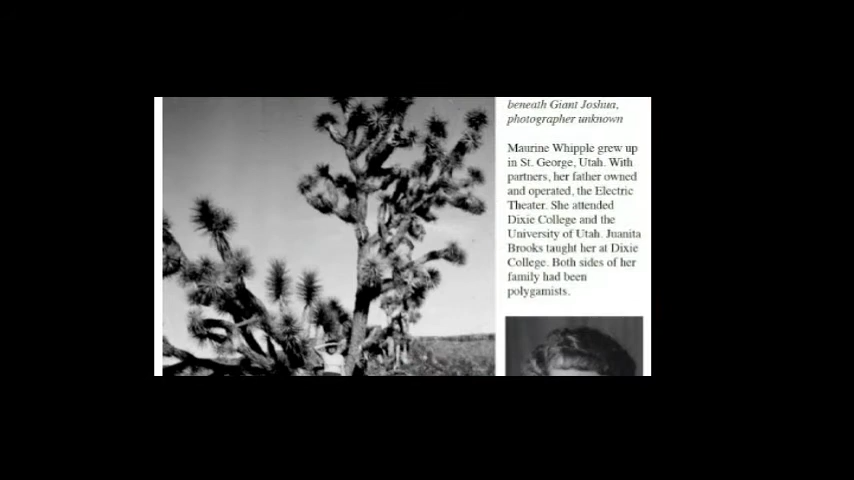 beneath Giant Joshua,
photographer unknown
Maurine Whipple grew up
in St. George, Utah. With
partners, her father owned
and operated, the Electric
Theater. She attended
Dixie College and the
University of Utah. Juanita
Brooks taught her at Dixie
College. Both sides of her
family had been
polygamists.